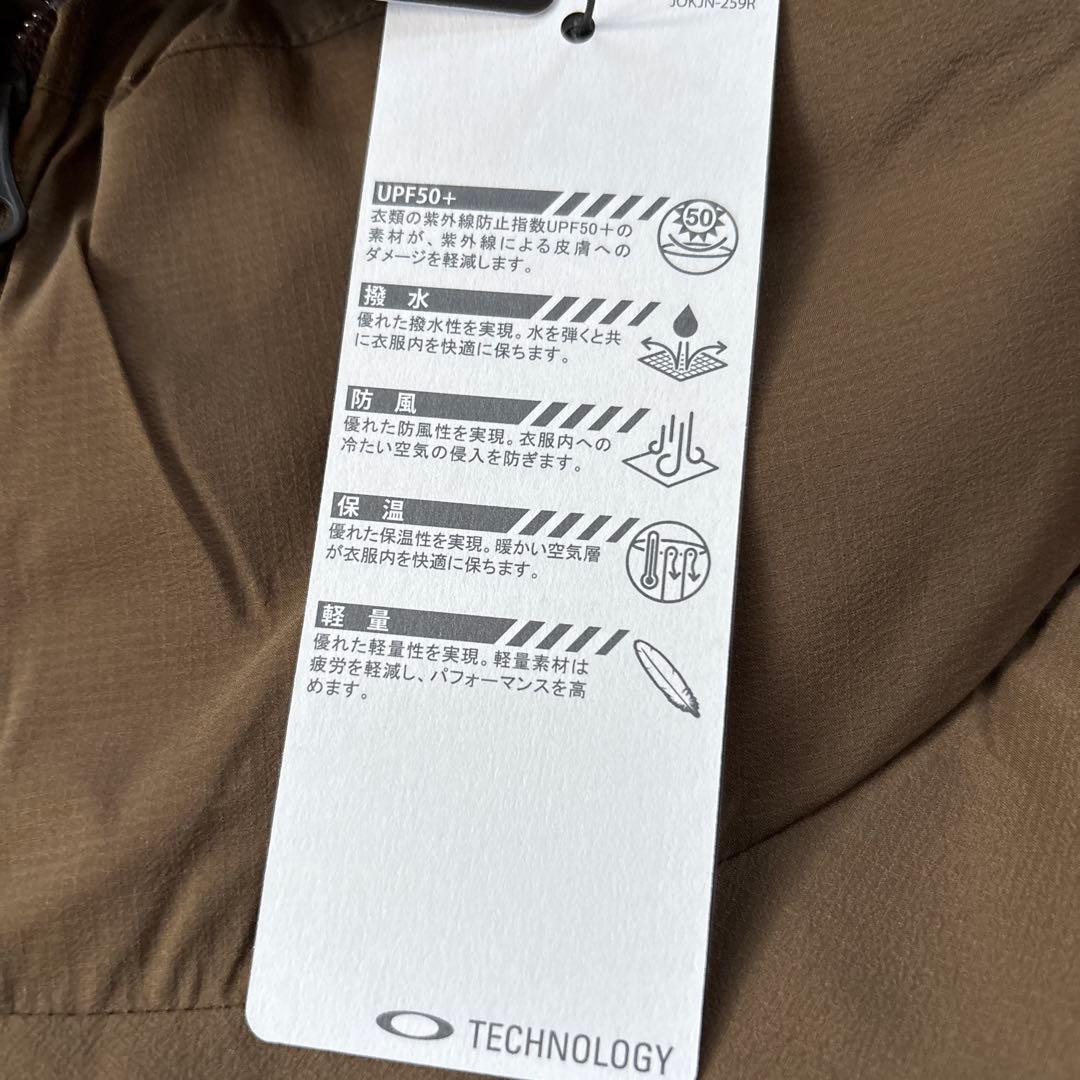 JOKJN-259R
UPF50+
50
衣類の紫外線防止指数UPF50＋の
素材が、紫外線による皮膚への
ダメージを軽減します。
撥 水
優れた撥水性を実現。水を弾くと共
に衣服内を快適に保ちます。
防 風
優れた防風性を実現。衣服内への
冷たい空気の侵入を防ぎます。
保 温
優れた保温性を実現。暖かい空気層
が衣服内を快適に保ちます。
軽 量
優れた軽量性を実現。軽量素材は
疲労を軽減し、パフォーマンスを高
めます。
TECHNOLOGY